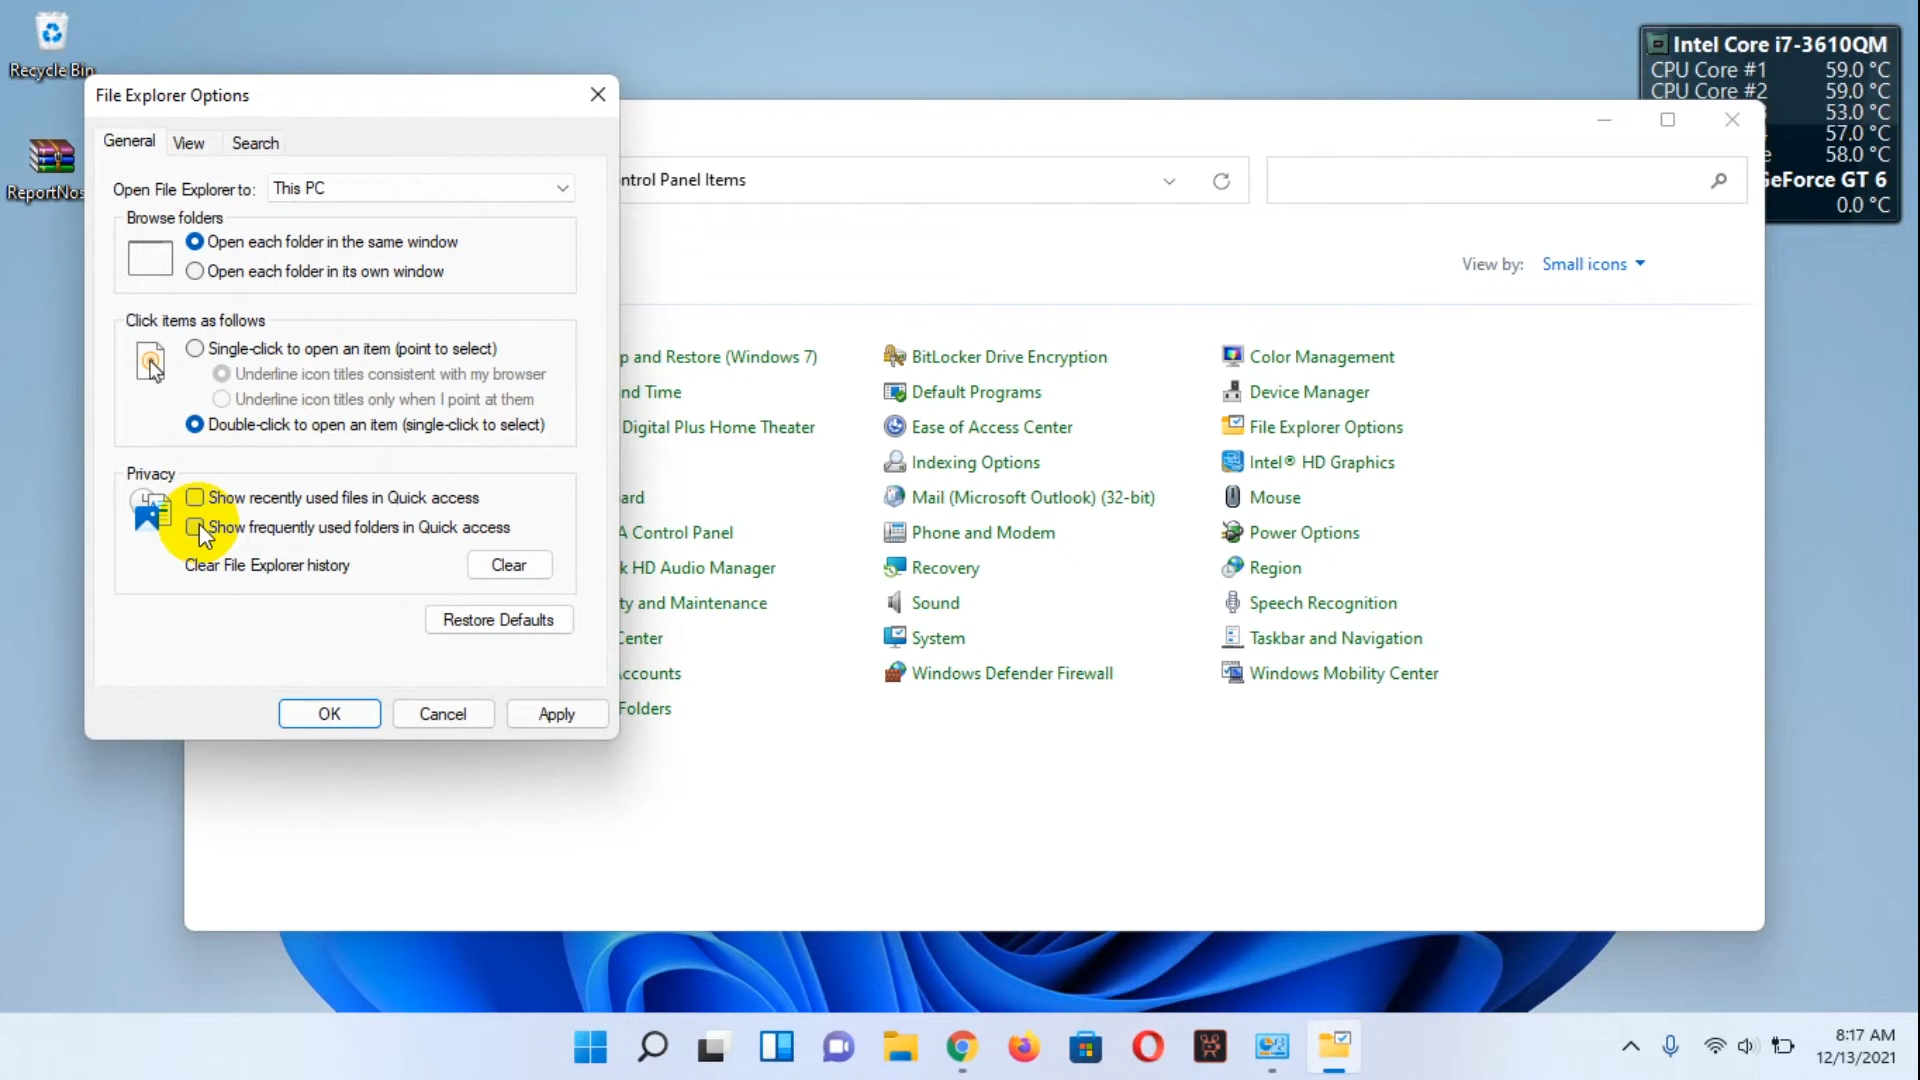 Recycle Bin
ReportNos
File Explorer Options
General
View
Search
Open File Explorer to:
This PC
Browse folders
Open each folder in the same window
Open each folder in its own window
Click items as follows
Single-click to open an item (point to select)
Underline icon titles consistent with my browser
Underline icon titles only when I point at them
Double-click to open an item (single-click to select)
Privacy
Show recently used files in Quick access
Show frequently used folders in Quick access
Clear File Explorer history
Clear
Restore Defaults
OK
Cancel
Apply
ntrol Panel Items
View by:
Small icons
p and Restore (Windows 7)
BitLocker Drive Encryption
Color Management
nd Time
Default Programs
Device Manager
Digital Plus Home Theater
Ease of Access Center
File Explorer Options
Indexing Options
Intel® HD Graphics
ard
Mail (Microsoft Outlook) (32-bit)
Mouse
A Control Panel
Phone and Modem
Power Options
k HD Audio Manager
Recovery
Region
ty and Maintenance
Sound
Speech Recognition
Center
System
Taskbar and Navigation
ccounts
Windows Defender Firewall
Windows Mobility Center
Folders
Intel Core i7-3610QM
CPU Core #1 59.0 °C
CPU Core #2 59.0 °C
53.0 °C
57.0 °C
e 58.0 °C
GeForce GT 6
0.0 °C
8:17 AM
12/13/2021